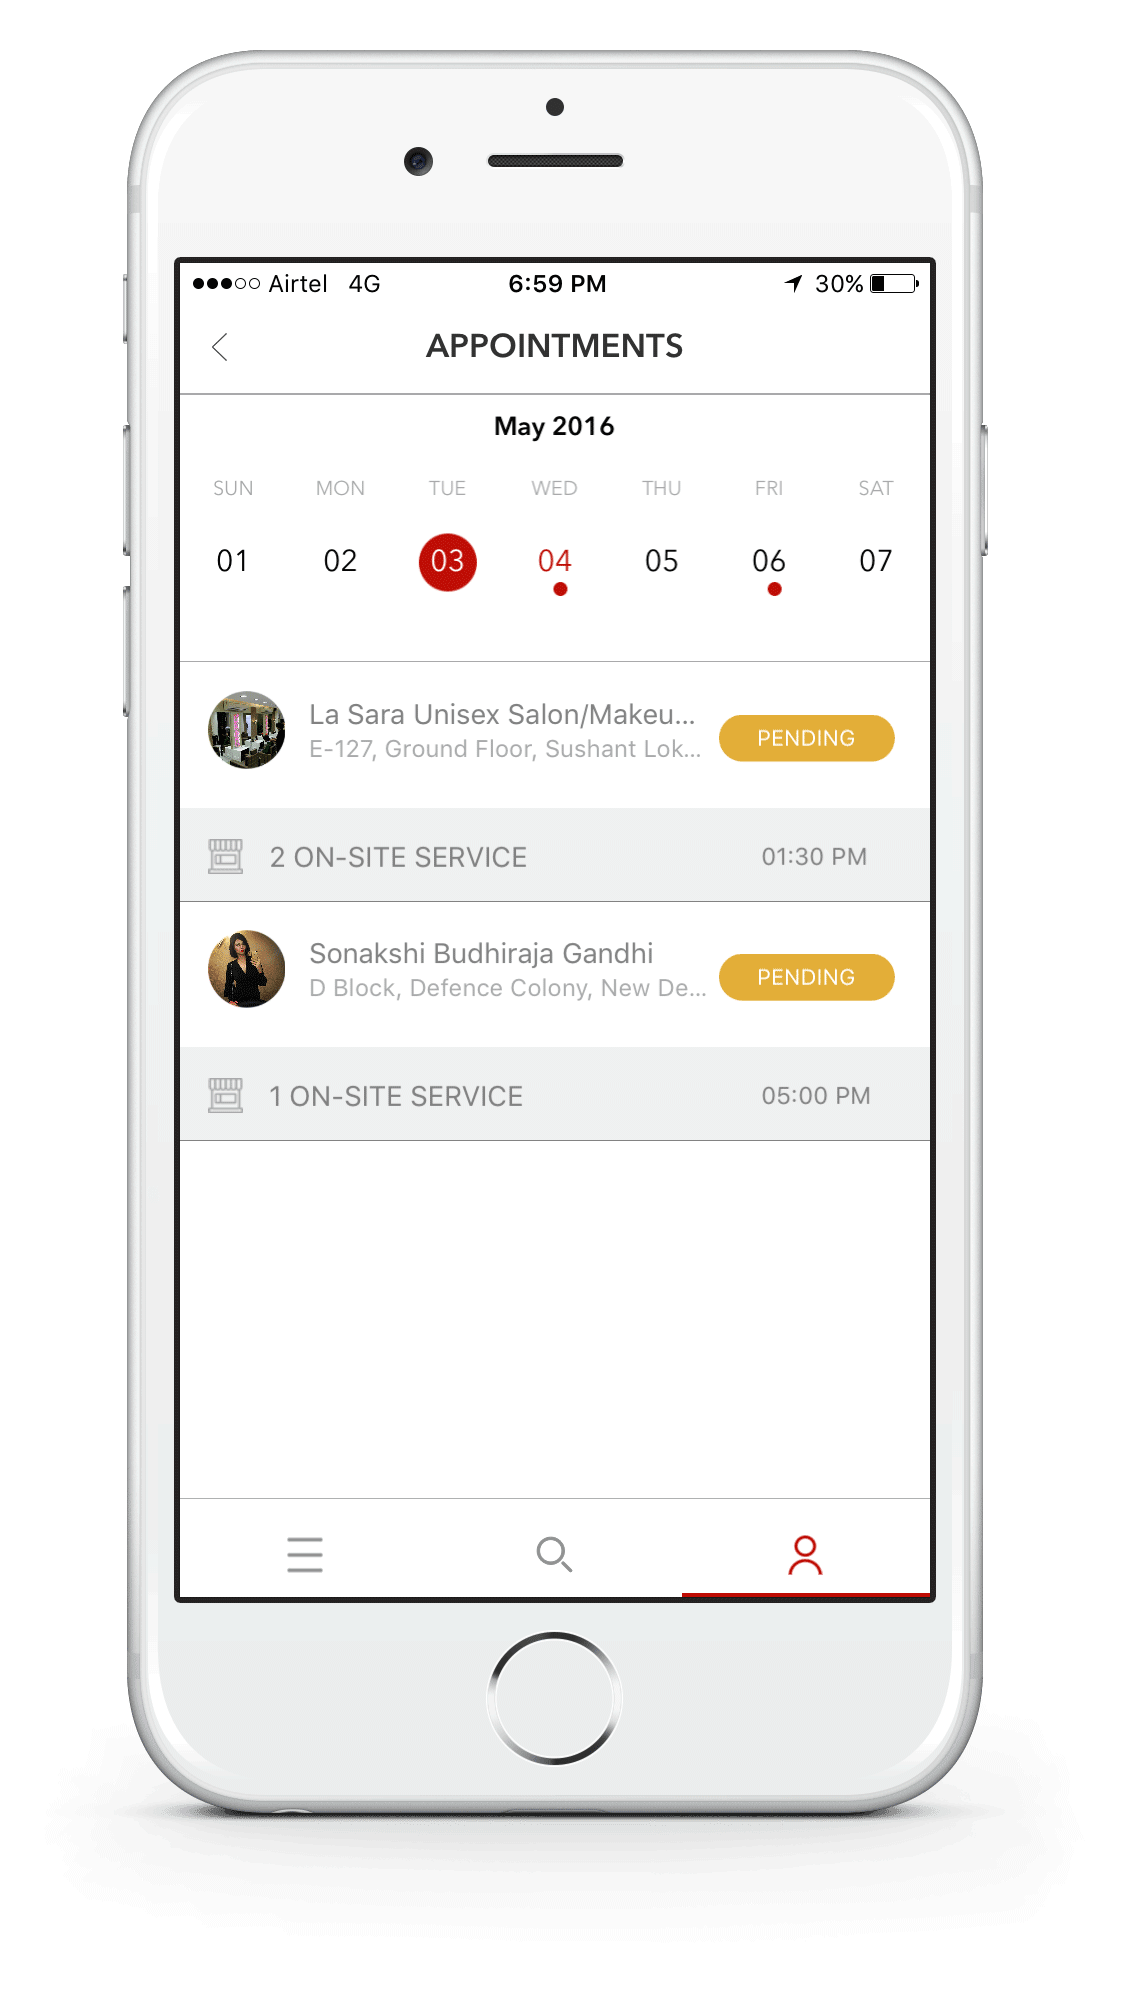 Airtel 4G 6:59 PM 30%
APPOINTMENTS
May 2016
SUN MON TUE WED THU FRI SAT
01 02 03 04 05 06 07
La Sara Unisex Salon/Makeu...
E-127, Ground Floor, Sushant Lok...
PENDING
2 ON-SITE SERVICE 01:30 PM
Sonakshi Budhiraja Gandhi
D Block, Defence Colony, New De...
PENDING
1 ON-SITE SERVICE 05:00 PM